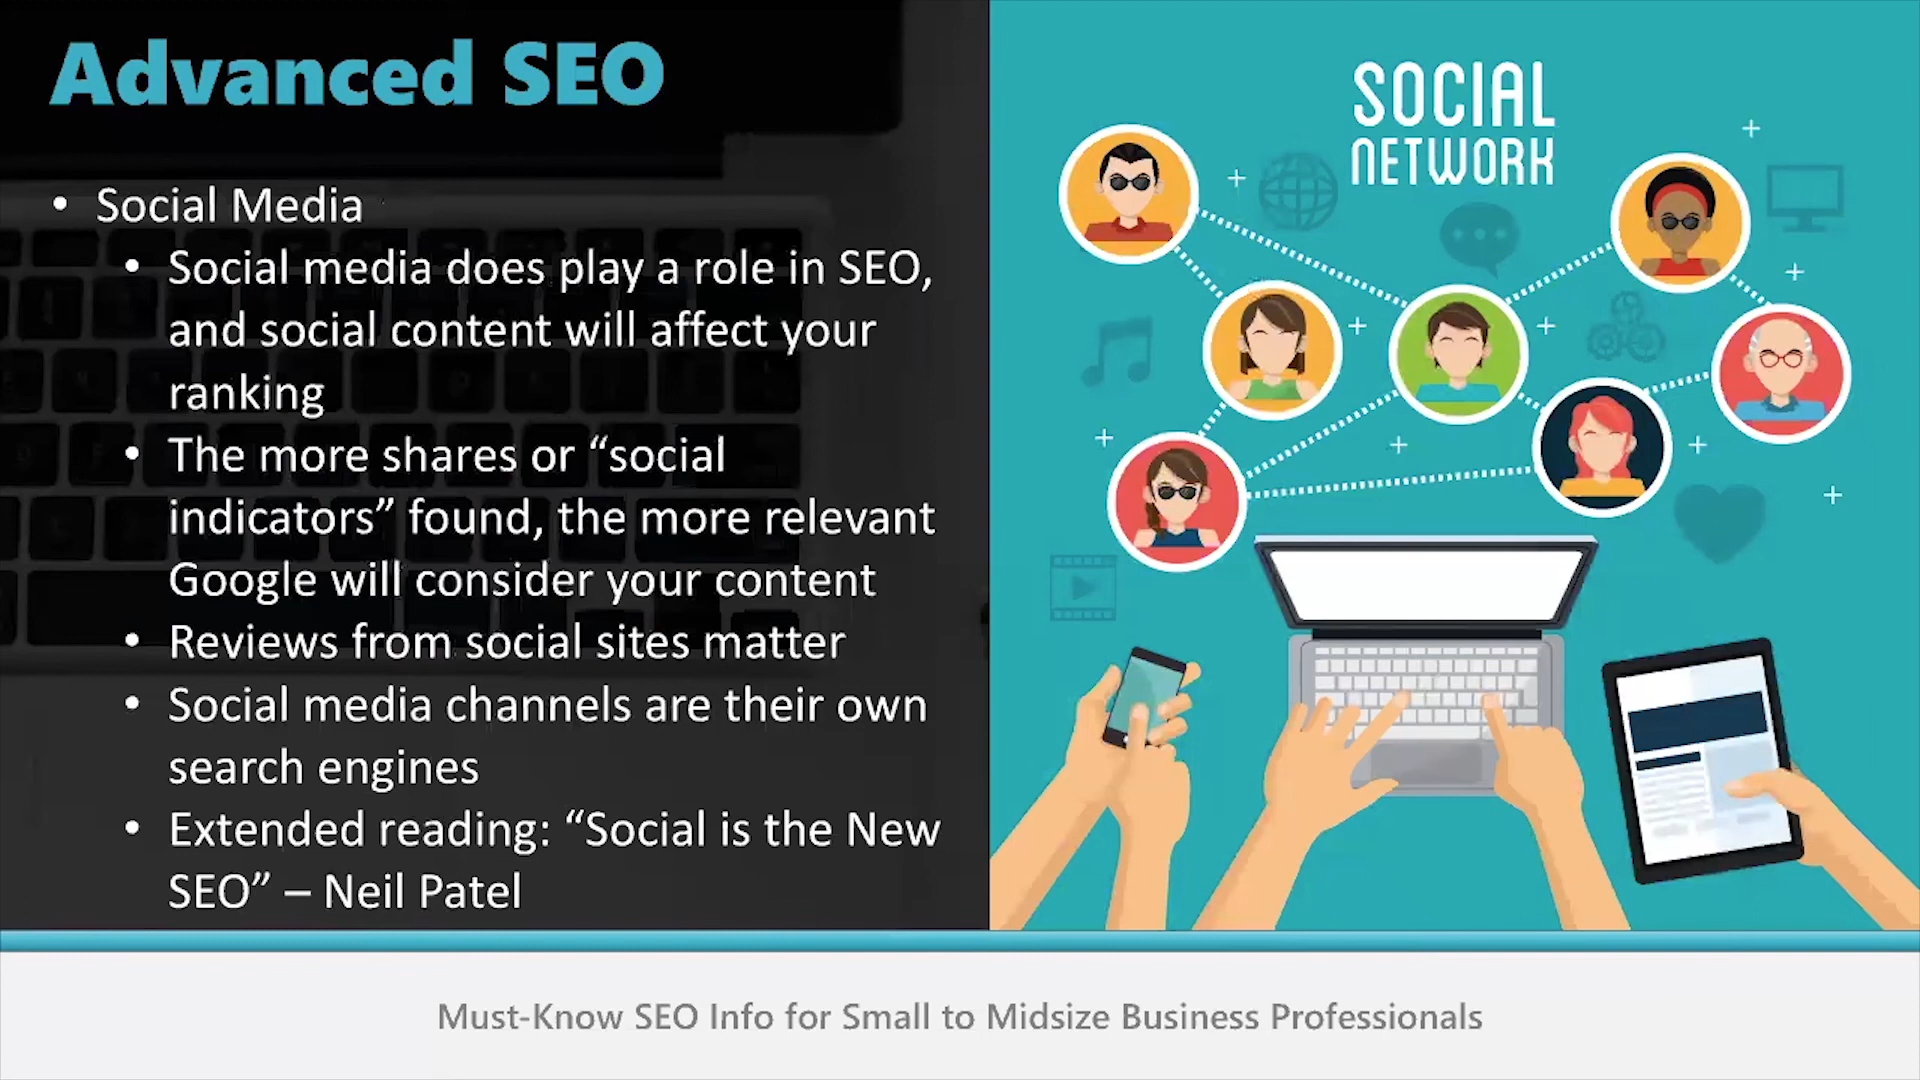 Advanced SEO
• Social Media
• Social media does play a role in SEO,
and social content will affect your
ranking
• The more shares or “social
indicators” found, the more relevant
Google will consider your content
• Reviews from social sites matter
• Social media channels are their own
search engines
• Extended reading: “Social is the New
SEO” – Neil Patel
SOCIAL
NETWORK
Must-Know SEO Info for Small to Midsize Business Professionals